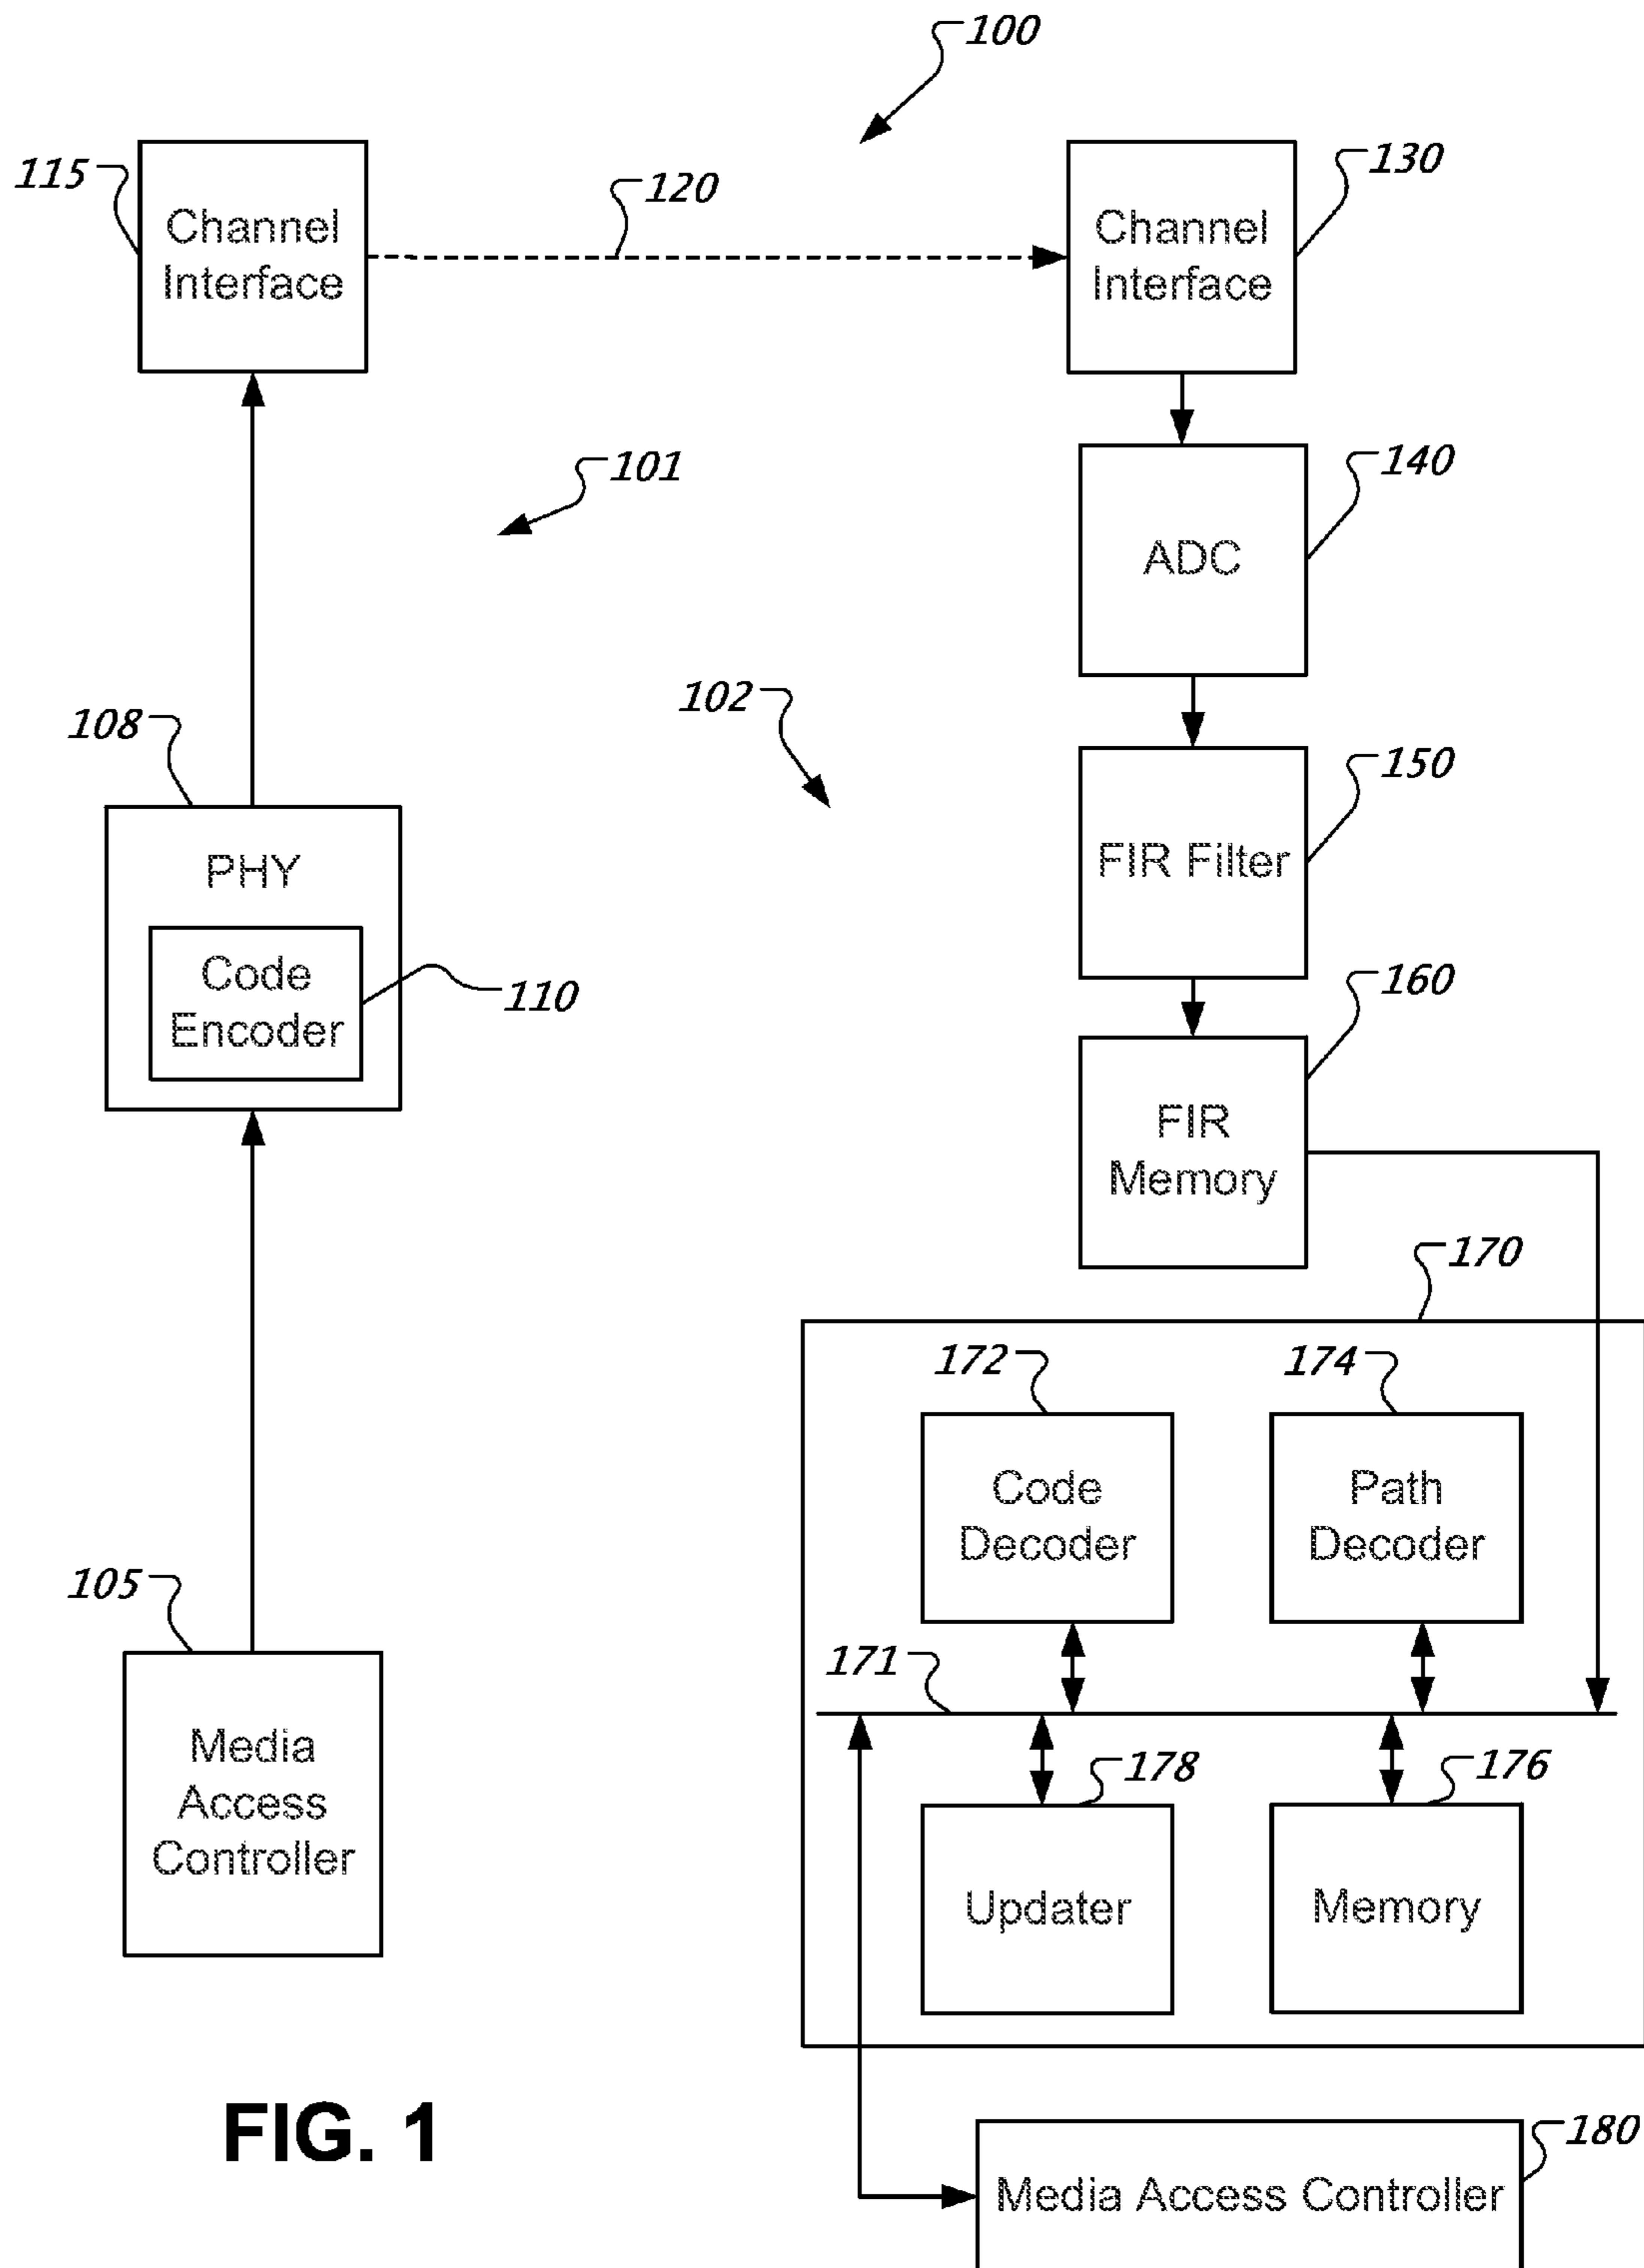 100
115
Channel
Interface
120
Channel
Interface
130
101
ADC
140
102
108
PHY
Code
Encoder
110
FIR Filter
150
FIR
Memory
160
170
172
Code
Decoder
174
Path
Decoder
171
105
Media
Access
Controller
178
Updater
176
Memory
FIG. 1
Media Access Controller
180